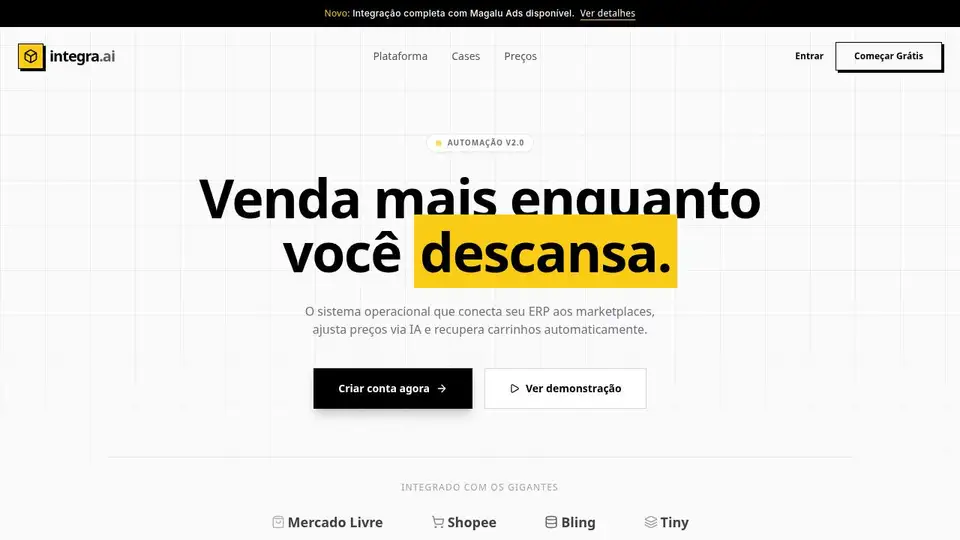 Novo: Integração completa com Magalu Ads disponível. Ver detalhes
integra.ai
Plataforma Cases Preços
Entrar Começar Grátis
AUTOMAÇÃO V2.0
Venda mais enquanto
você descansa.
O sistema operacional que conecta seu ERP aos marketplaces,
ajusta preços via IA e recupera carrinhos automaticamente.
Criar conta agora Ver demonstração
INTEGRADO COM OS GIGANTES
Mercado Livre Shopee Bling Tiny